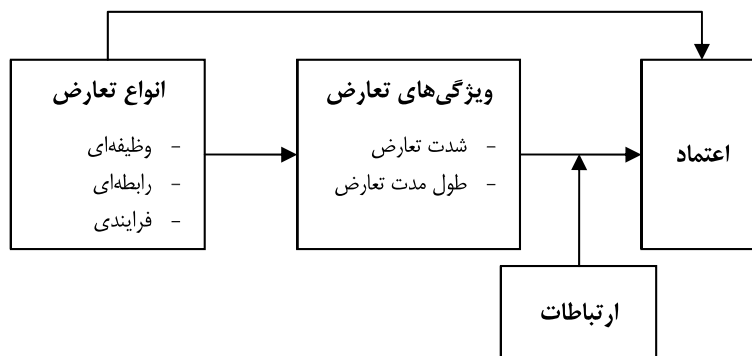 انواع تعارض
- وظیفه‌ای
- رابطه‌ای
- فرایندی
ویژگی‌های تعارض
- شدت تعارض
- طول مدت تعارض
اعتماد
ارتباطات